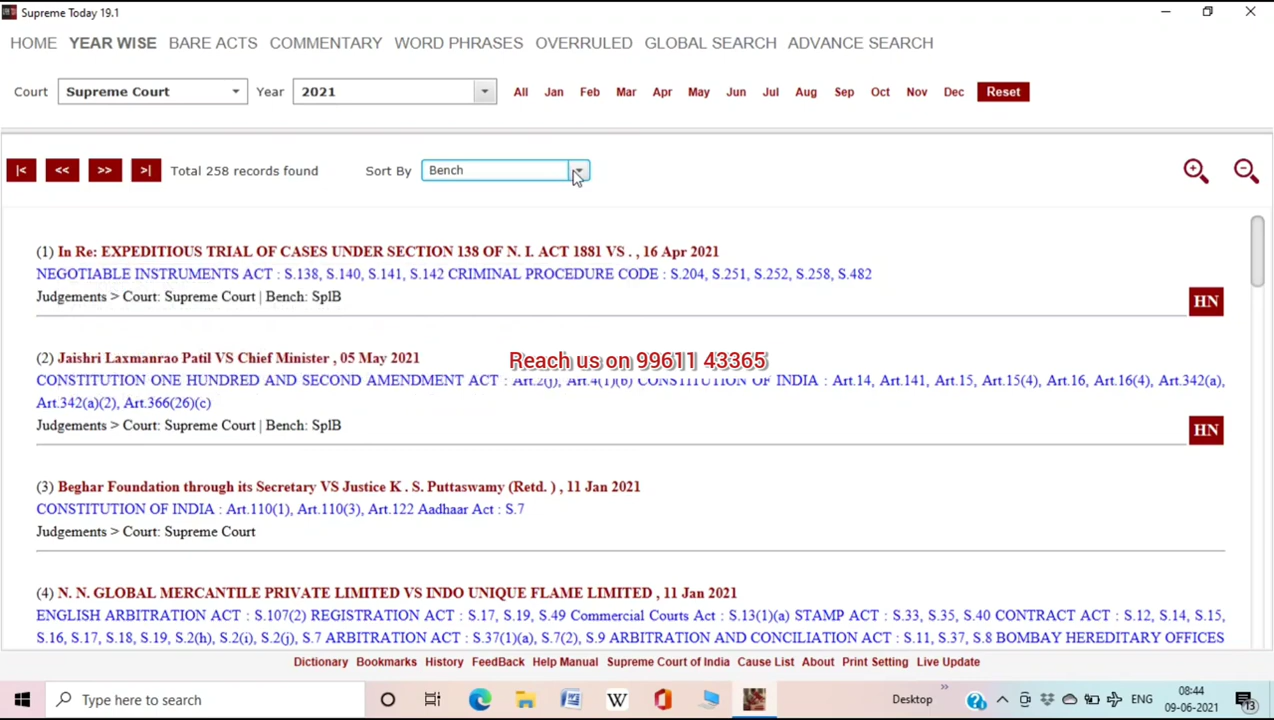 Supreme Today 19.1
HOME YEAR WISE BARE ACTS COMMENTARY WORD PHRASES OVERRULED GLOBAL SEARCH ADVANCE SEARCH
Court Supreme Court Year 2021 All Jan Feb Mar Apr May Jun Jul Aug Sep Oct Nov Dec Reset
|< << >> >| Total 258 records found Sort By Bench
(1) In Re: EXPEDITIOUS TRIAL OF CASES UNDER SECTION 138 OF N. I. ACT 1881 VS . , 16 Apr 2021
NEGOTIABLE INSTRUMENTS ACT : S.138, S.140, S.141, S.142 CRIMINAL PROCEDURE CODE : S.204, S.251, S.252, S.258, S.482
Judgements > Court: Supreme Court | Bench: SplB
HN
(2) Jaishri Laxmanrao Patil VS Chief Minister , 05 May 2021
Reach us on 99611 43365
CONSTITUTION ONE HUNDRED AND SECOND AMENDMENT ACT : Art.2(j), Art.4(1)(b) CONSTITUTION OF INDIA : Art.14, Art.141, Art.15, Art.15(4), Art.16, Art.16(4), Art.342(a),
Art.342(a)(2), Art.366(26)(c)
Judgements > Court: Supreme Court | Bench: SplB
HN
(3) Beghar Foundation through its Secretary VS Justice K . S. Puttaswamy (Retd. ) , 11 Jan 2021
CONSTITUTION OF INDIA : Art.110(1), Art.110(3), Art.122 Aadhaar Act : S.7
Judgements > Court: Supreme Court
(4) N. N. GLOBAL MERCANTILE PRIVATE LIMITED VS INDO UNIQUE FLAME LIMITED , 11 Jan 2021
ENGLISH ARBITRATION ACT : S.107(2) REGISTRATION ACT : S.17, S.19, S.49 Commercial Courts Act : S.13(1)(a) STAMP ACT : S.33, S.35, S.40 CONTRACT ACT : S.12, S.14, S.15,
S.16, S.17, S.18, S.19, S.2(h), S.2(i), S.2(j), S.7 ARBITRATION ACT : S.37(1)(a), S.7(2), S.9 ARBITRATION AND CONCILIATION ACT : S.11, S.37, S.8 BOMBAY HEREDITARY OFFICES
Dictionary Bookmarks History FeedBack Help Manual Supreme Court of India Cause List About Print Setting Live Update
Type here to search Desktop ENG 08:44
09-06-2021 13